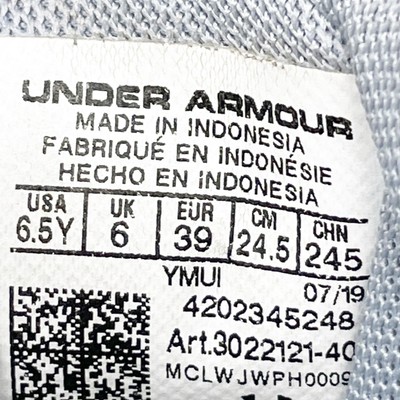 UNDER ARMOUR
MADE IN INDONESIA
FABRIQUÉ EN INDONÉSIE
HECHO EN INDONESIA
USA UK EUR CM CHN
6.5Y 6 39 24.5 245
YMUI 07/19
4202345248
Art.3022121-40
MCLWJWPH0009